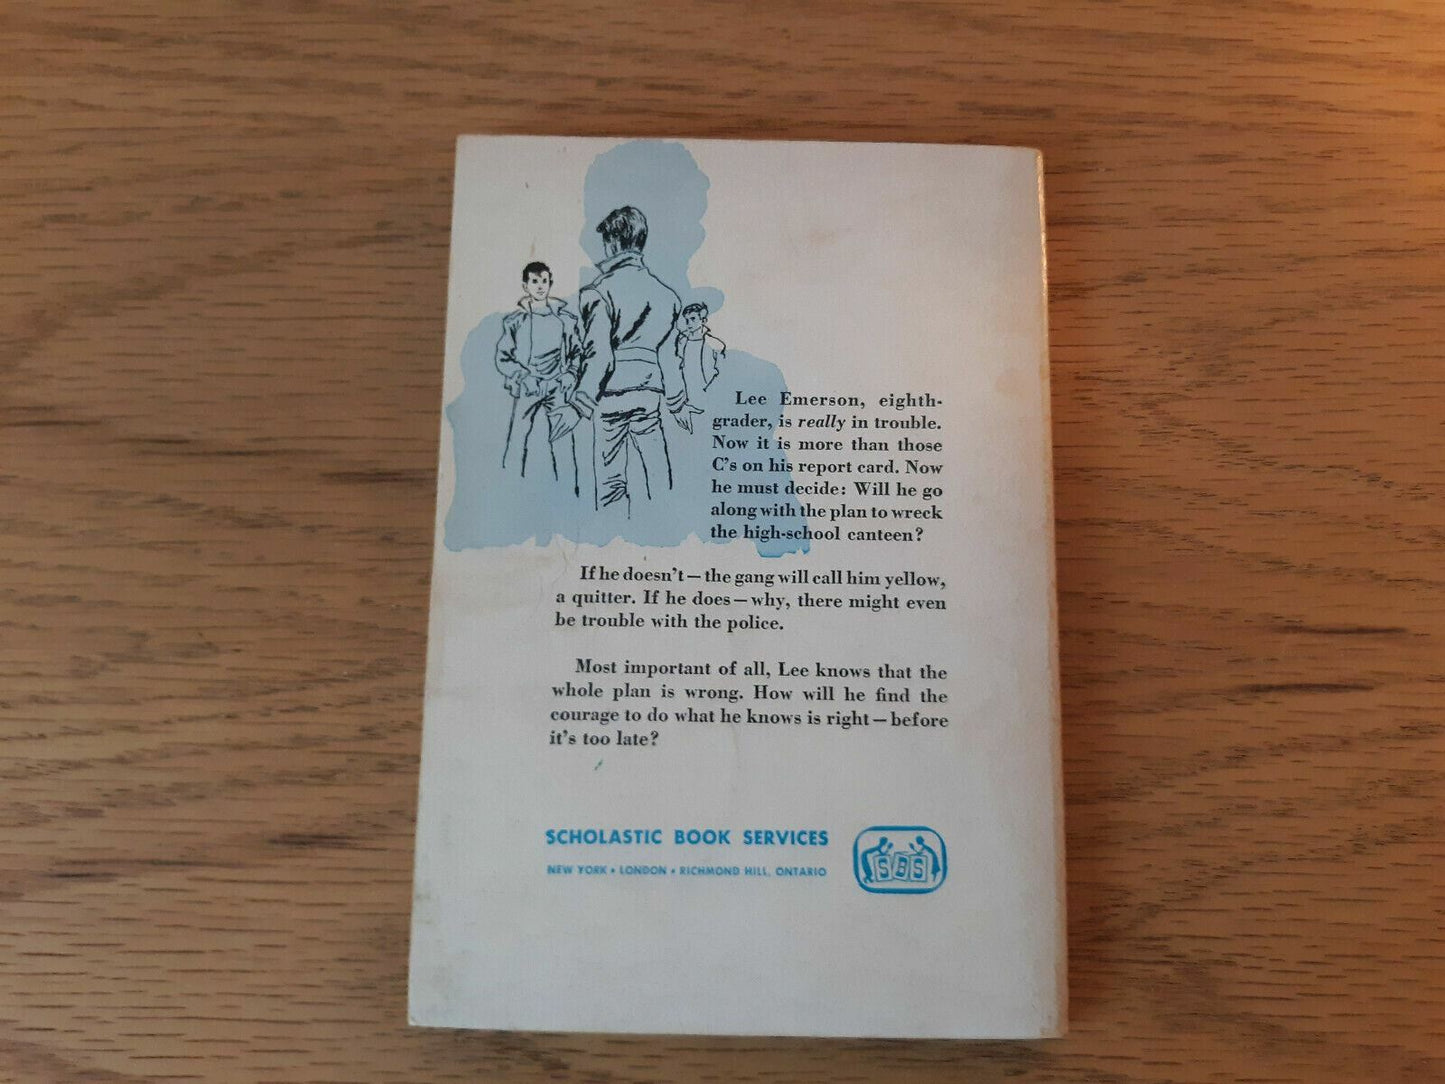 Lee Emerson, eighth-
grader, is really in trouble.
Now it is more than those
C's on his report card. Now
he must decide: Will he go
along with the plan to wreck
the high-school canteen?
If he doesn't — the gang will call him yellow,
a quitter. If he does — why, there might even
be trouble with the police.
Most important of all, Lee knows that the
whole plan is wrong. How will he find the
courage to do what he knows is right — before
it's too late?
SCHOLASTIC BOOK SERVICES
NEW YORK • LONDON • RICHMOND HILL, ONTARIO
SBS